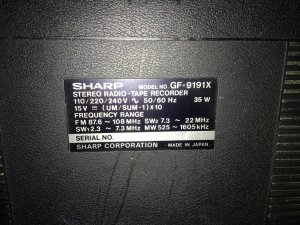 SHARP MODEL NO. GF-9191X
STEREO RADIO-TAPE RECORDER
110/220/240V ∿ 50/60 Hz 35 W
15V ⎓ (UM/SUM-1) x 10
FREQUENCY RANGE
FM 87.6 ~ 108 MHz SW2 7.3 ~ 22 MHz
SW1 2.3 ~ 7.3 MHz MW 525 ~ 1605 kHz
SERIAL NO.
SHARP CORPORATION MADE IN JAPAN